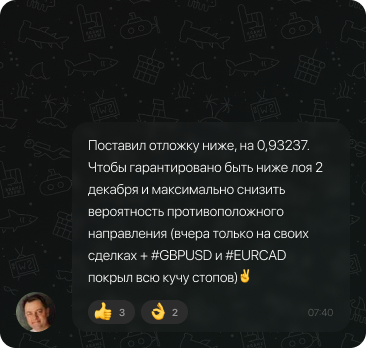 Поставил отложку ниже, на 0,93237.
Чтобы гарантировано быть ниже лоя 2
декабря и максимально снизить
вероятность противоположного
направления (вчера только на своих
сделках + #GBPUSD и #EURCAD
покрыл всю кучу стопов)✌️
👍 3 👌 2 07:40